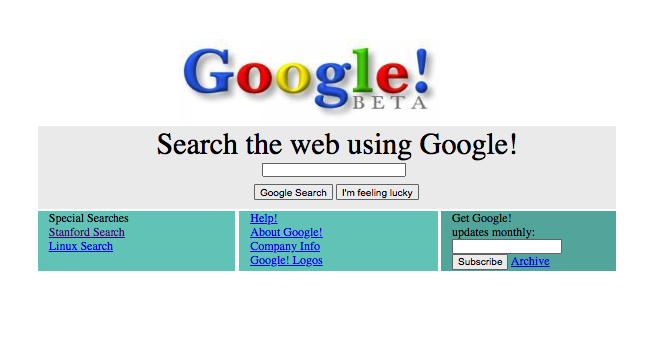 Google!
BETA
Search the web using Google!
Google Search I'm feeling lucky
Special Searches
Stanford Search
Linux Search
Help!
About Google!
Company Info
Google! Logos
Get Google!
updates monthly:
Subscribe Archive